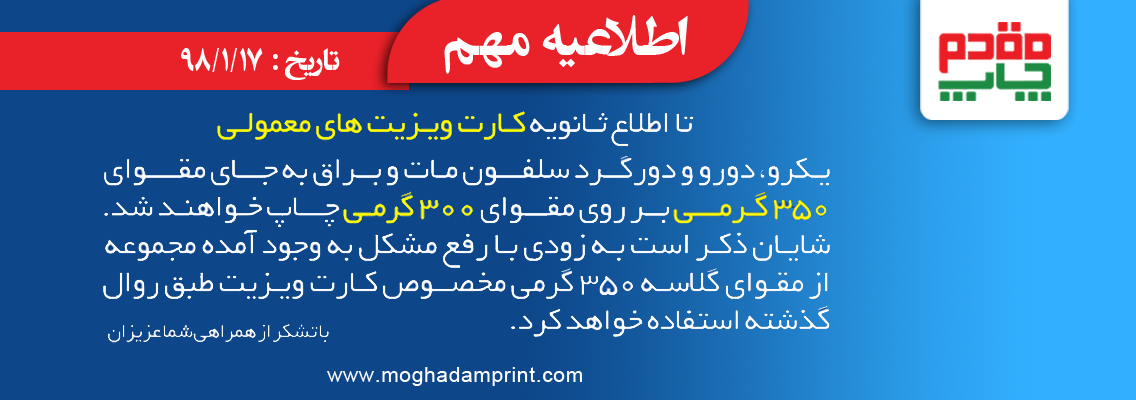 مقدم
چاپ
اطلاعیه مهم
تاریخ : ۹۸/۱/۱۷
تا اطلاع ثانویه کارت ویزیت های معمولی
یکرو، دورو و دورگرد سلفون مات و براق به جای مقوای
۳۵۰ گرمی بر روی مقوای ۳۰۰ گرمی چاپ خواهند شد.
شایان ذکر است به زودی با رفع مشکل به وجود آمده مجموعه
از مقوای گلاسه ۳۵۰ گرمی مخصوص کارت ویزیت طبق روال
گذشته استفاده خواهد کرد.
باتشکر از همراهی شما عزیزان
www.moghadamprint.com